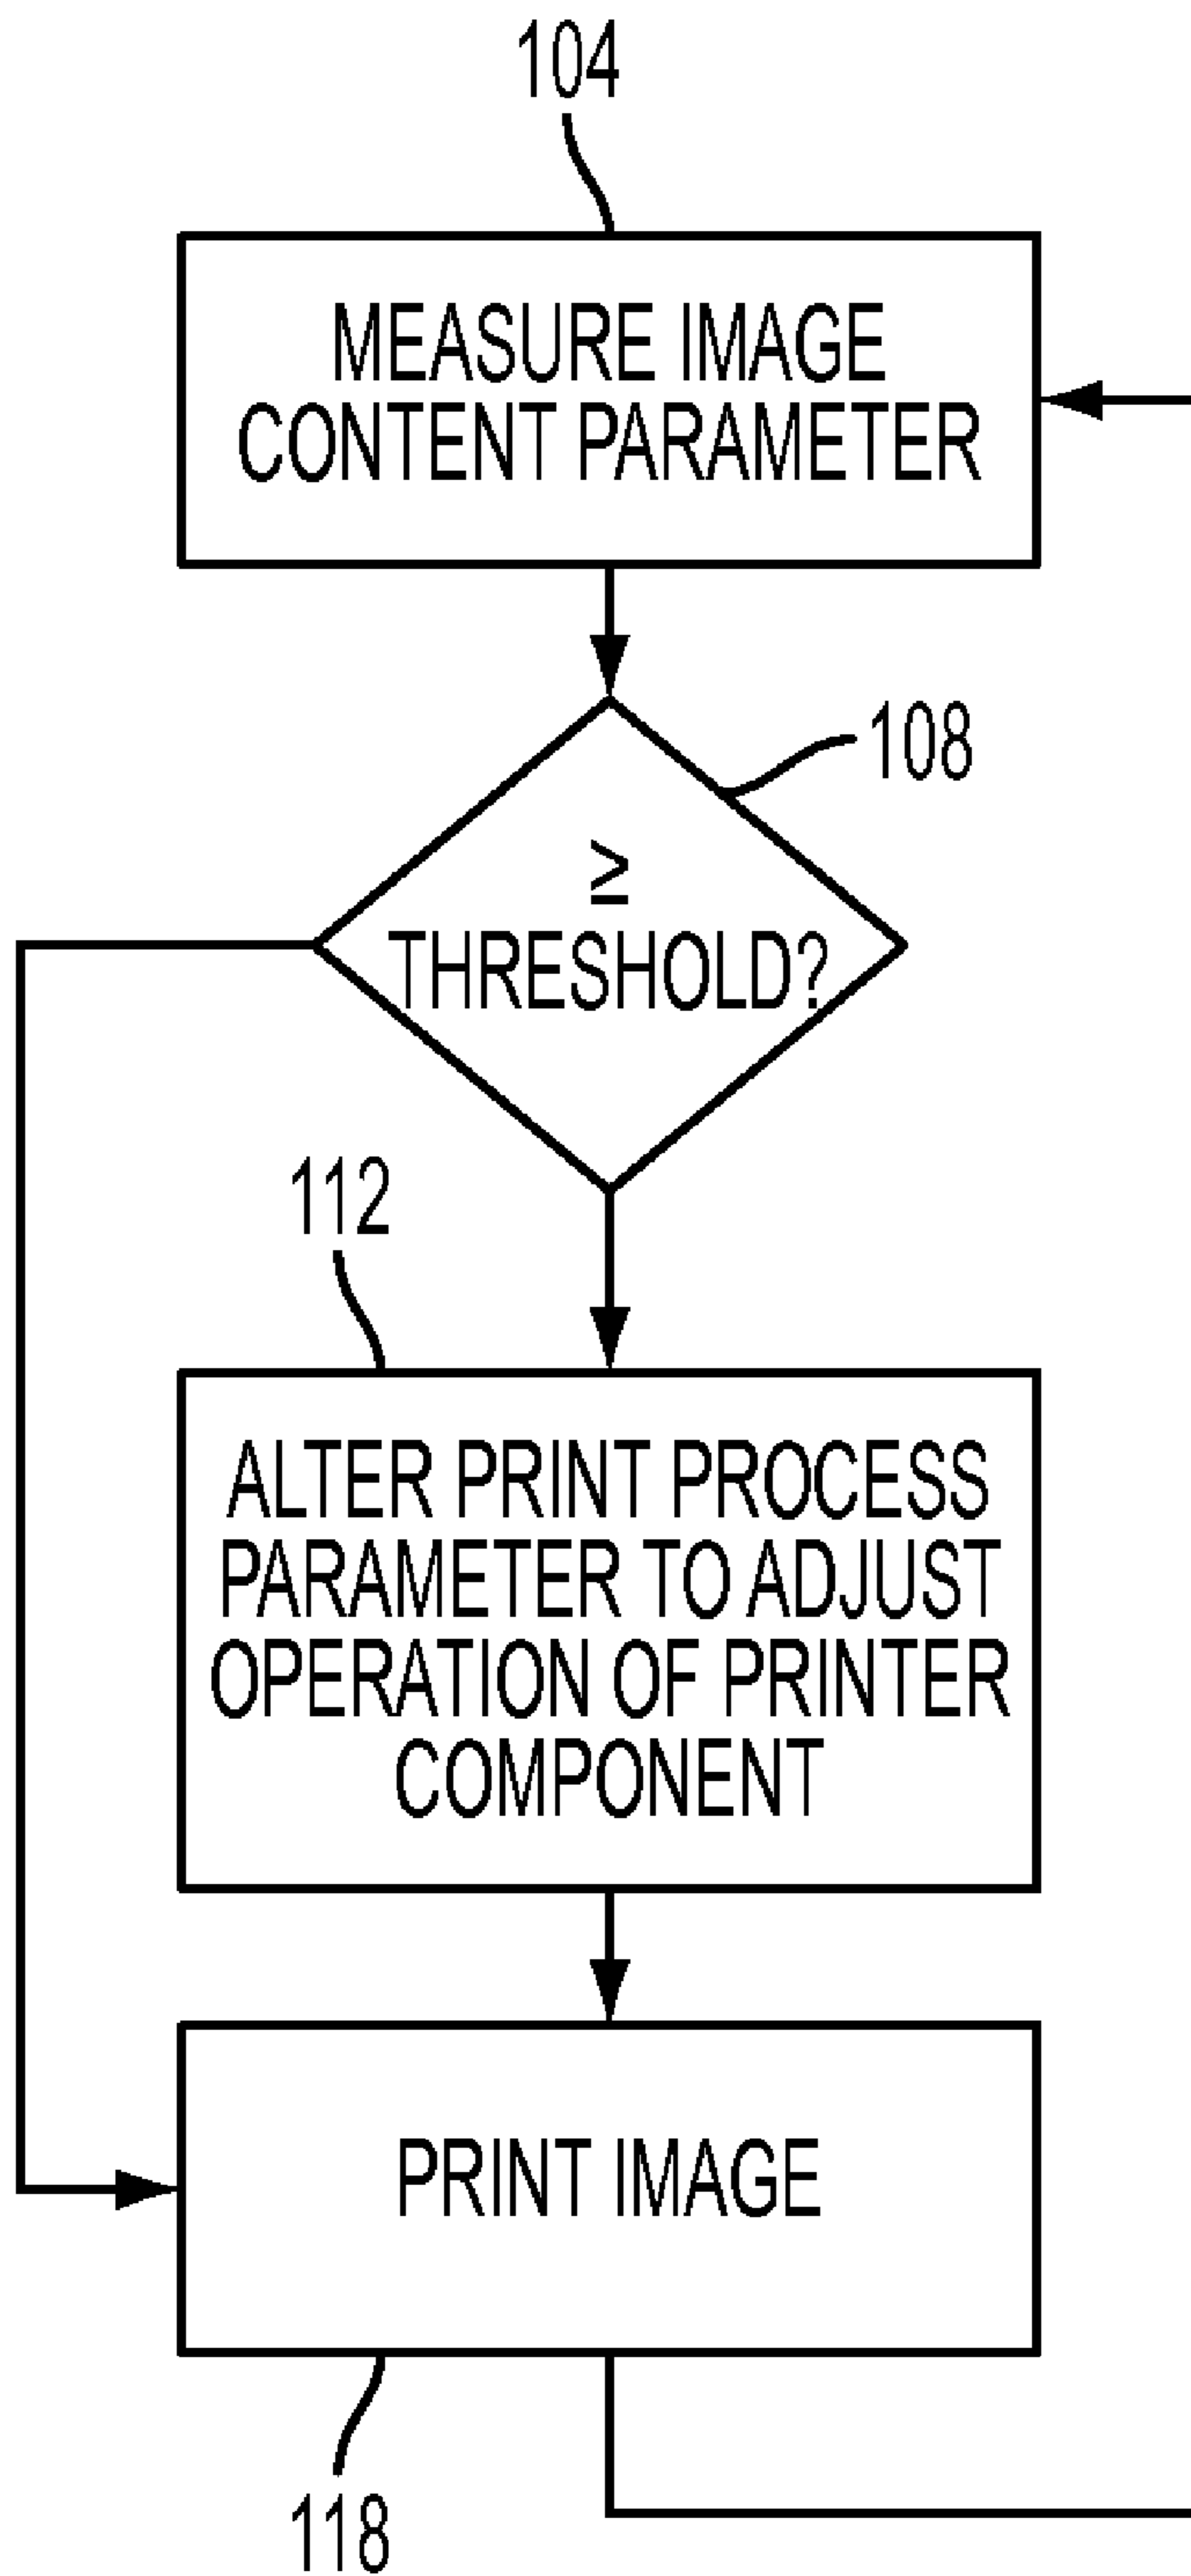 104
MEASURE IMAGE
CONTENT PARAMETER
108
≥
THRESHOLD?
112
ALTER PRINT PROCESS
PARAMETER TO ADJUST
OPERATION OF PRINTER
COMPONENT
PRINT IMAGE
118